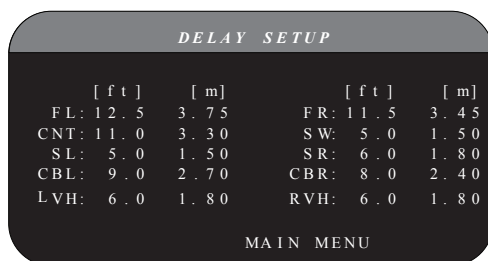 DELAY SETUP
[ft] [m] [ft] [m]
FL: 12.5 3.75 FR: 11.5 3.45
CNT: 11.0 3.30 SW: 5.0 1.50
SL: 5.0 1.50 SR: 6.0 1.80
CBL: 9.0 2.70 CBR: 8.0 2.40
LVH: 6.0 1.80 RVH: 6.0 1.80
MAIN MENU